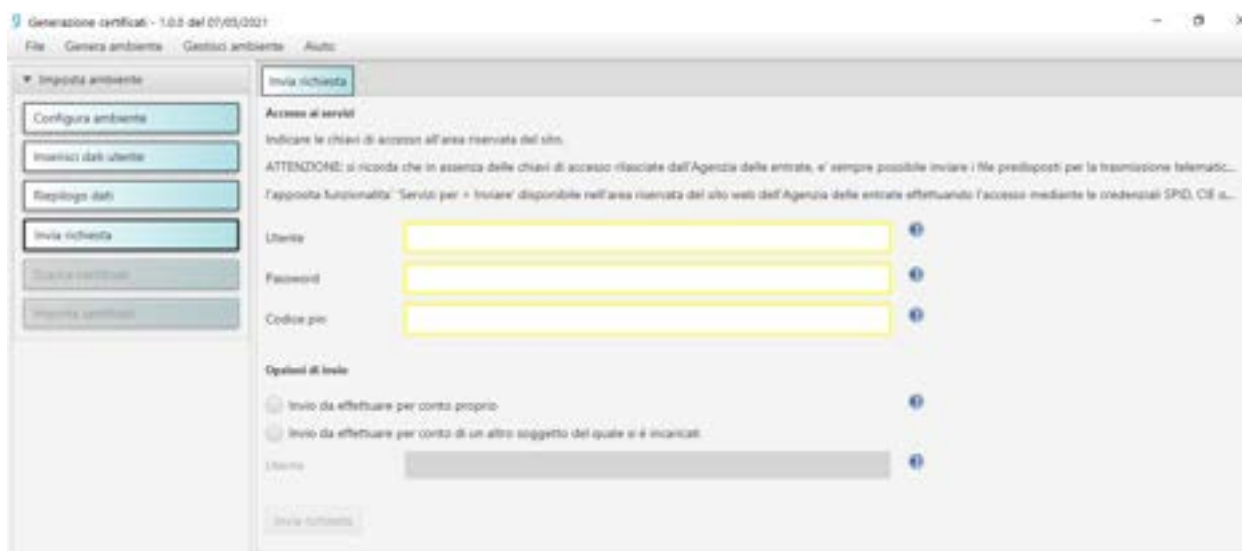 Generazione certificati - 1.0.0 del 07/05/2021
File Genera ambiente Gestisci ambiente Aiuto
Imposta ambiente
Configura ambiente
Inserisci dati utente
Riepilogo dati
Invia richiesta
Scarica certificati
Importa certificati
Invia richiesta
Accesso ai servizi
Indicare le chiavi di accesso all'area riservata del sito.
ATTENZIONE: si ricorda che in assenza delle chiavi di accesso rilasciate dall'Agenzia delle entrate, e' sempre possibile inviare i file predisposti per la trasmissione telematic...
l'apposita funzionalita' 'Servizi per > Inviare' disponibile nell'area riservata del sito web dell'Agenzia delle entrate effettuando l'accesso mediante le credenziali SPID, CIE o...
Utente
Password
Codice pin
Opzioni di invio
Invio da effettuare per conto proprio
Invio da effettuare per conto di un altro soggetto del quale si è incaricati
Utente
Invia richiesta